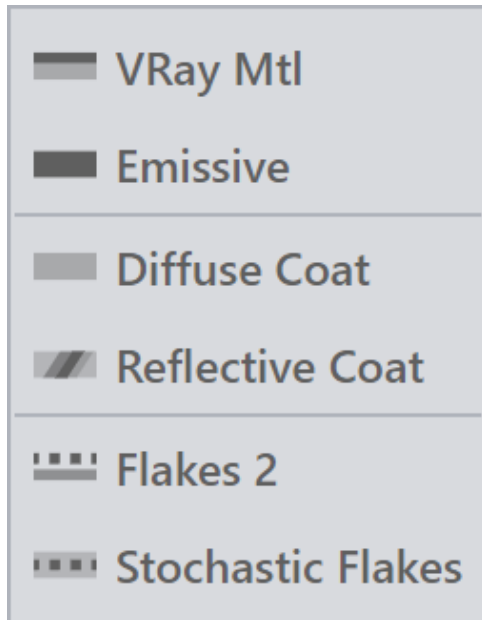 VRay Mtl
Emissive
Diffuse Coat
Reflective Coat
Flakes 2
Stochastic Flakes